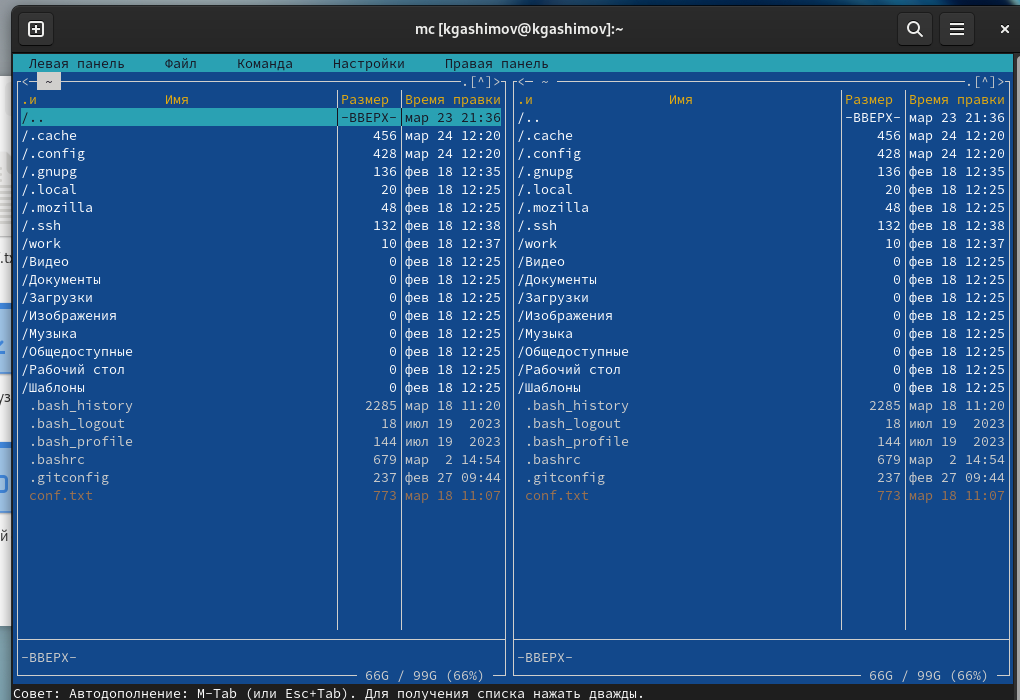 mc [kgashimov@kgashimov]:~
Левая панель Файл Команда Настройки Правая панель
<- ~ .[^]> <- ~ .[^]>
.и Имя Размер Время правки .и Имя Размер Время правки
/.. -ВВЕРХ- мар 23 21:36 /.. -ВВЕРХ- мар 23 21:36
/.cache 456 мар 24 12:20 /.cache 456 мар 24 12:20
/.config 428 мар 24 12:20 /.config 428 мар 24 12:20
/.gnupg 136 фев 18 12:35 /.gnupg 136 фев 18 12:35
/.local 20 фев 18 12:25 /.local 20 фев 18 12:25
/.mozilla 48 фев 18 12:25 /.mozilla 48 фев 18 12:25
/.ssh 132 фев 18 12:38 /.ssh 132 фев 18 12:38
/work 10 фев 18 12:37 /work 10 фев 18 12:37
/Видео 0 фев 18 12:25 /Видео 0 фев 18 12:25
/Документы 0 фев 18 12:25 /Документы 0 фев 18 12:25
/Загрузки 0 фев 18 12:25 /Загрузки 0 фев 18 12:25
/Изображения 0 фев 18 12:25 /Изображения 0 фев 18 12:25
/Музыка 0 фев 18 12:25 /Музыка 0 фев 18 12:25
/Общедоступные 0 фев 18 12:25 /Общедоступные 0 фев 18 12:25
/Рабочий стол 0 фев 18 12:25 /Рабочий стол 0 фев 18 12:25
/Шаблоны 0 фев 18 12:25 /Шаблоны 0 фев 18 12:25
.bash_history 2285 мар 18 11:20 .bash_history 2285 мар 18 11:20
.bash_logout 18 июл 19 2023 .bash_logout 18 июл 19 2023
.bash_profile 144 июл 19 2023 .bash_profile 144 июл 19 2023
.bashrc 679 мар 2 14:54 .bashrc 679 мар 2 14:54
.gitconfig 237 фев 27 09:44 .gitconfig 237 фев 27 09:44
conf.txt 773 мар 18 11:07 conf.txt 773 мар 18 11:07
-ВВЕРХ- -ВВЕРХ-
66G / 99G (66%) 66G / 99G (66%)
Совет: Автодополнение: M-Tab (или Esc+Tab). Для получения списка нажать дважды.